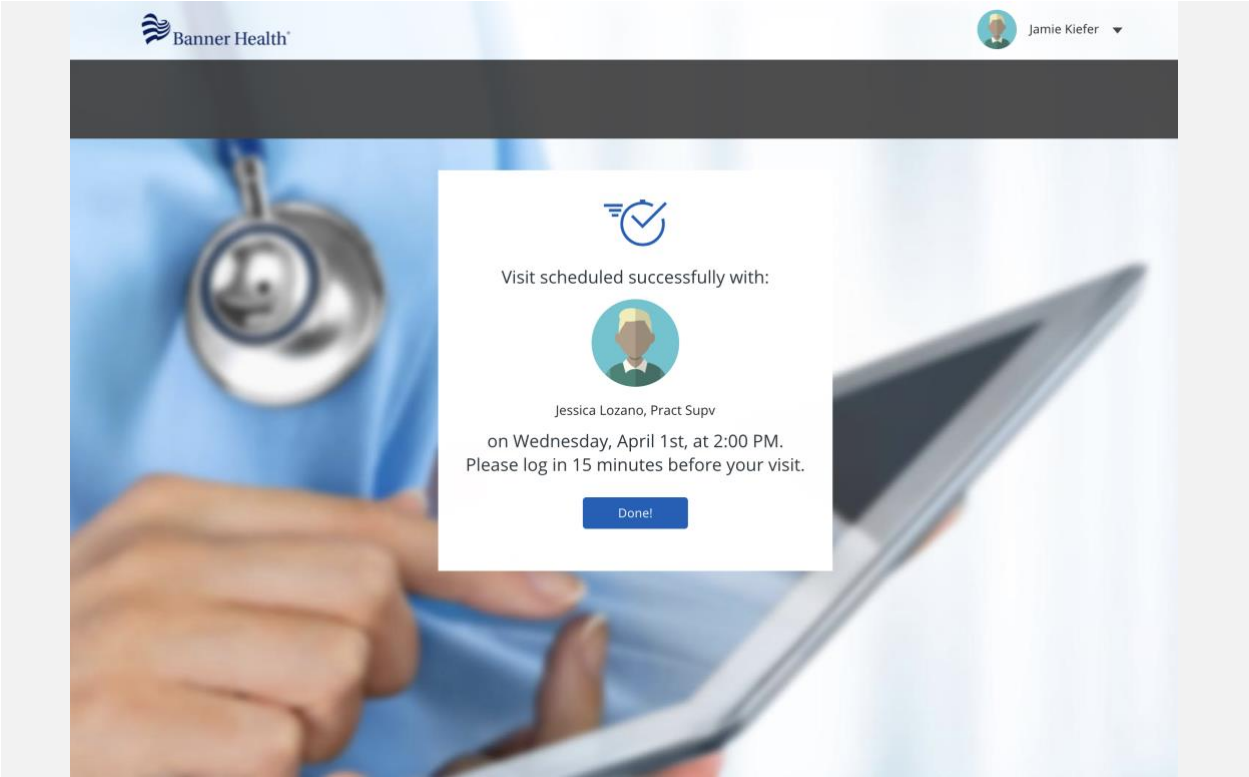 Banner Health
Jamie Kiefer
Visit scheduled successfully with:
Jessica Lozano, Pract Supv
on Wednesday, April 1st, at 2:00 PM.
Please log in 15 minutes before your visit.
Done!